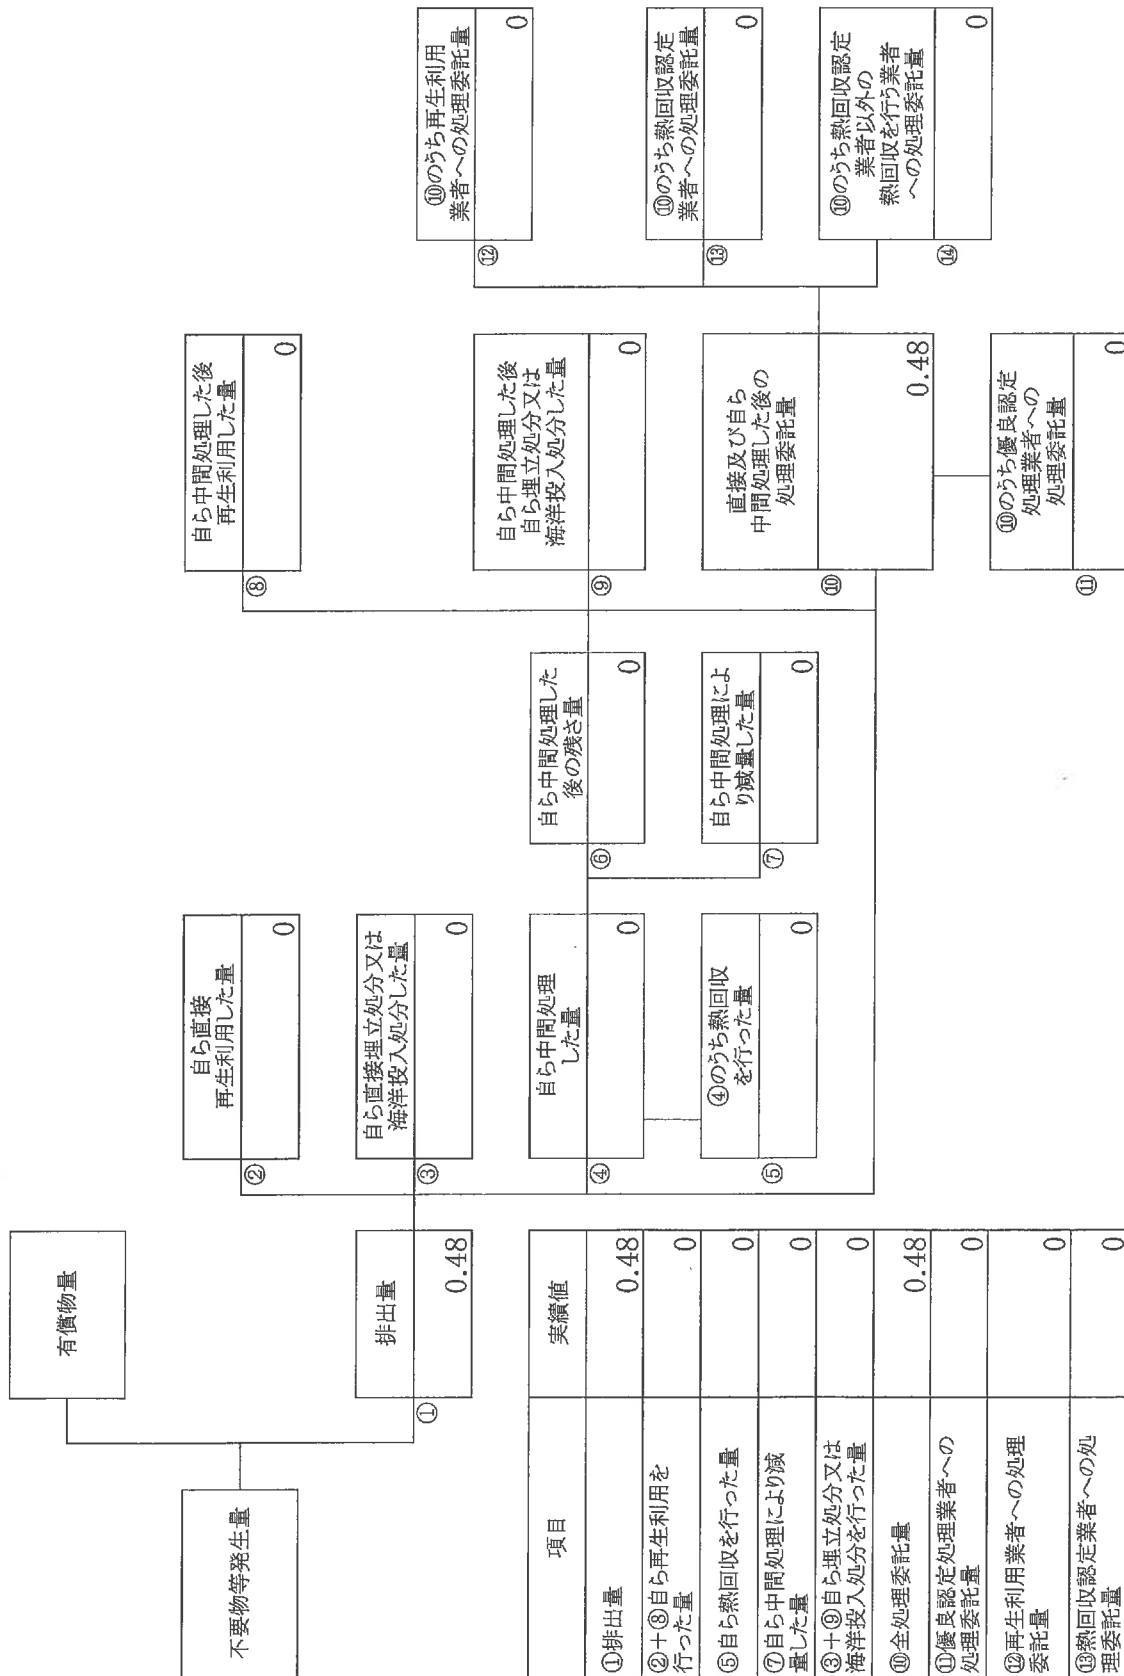 不要物等発生量
有償物量
①
排出量
0.48
②
自ら直接
再生利用した量
0
③
自ら直接埋立処分又は
海洋投入処分した量
0
④
自ら中間処理
した量
0
⑤
④のうち熱回収
を行った量
0
⑥
自ら中間処理した
後の残さ量
0
⑦
自ら中間処理によ
り減量した量
0
⑧
自ら中間処理した後
再生利用した量
0
⑨
自ら中間処理した後
自ら埋立処分又は
海洋投入処分した量
0
⑩
直接及び自ら
中間処理した後の
処理委託量
0.48
⑪
⑩のうち優良認定
処理業者への
処理委託量
0
⑫
⑩のうち再生利用
業者への処理委託量
0
⑬
⑩のうち熱回収認定
業者への処理委託量
0
⑭
⑩のうち熱回収認定
業者以外の
熱回収を行う業者
への処理委託量
0
項目 実績値
①排出量 0.48
②+⑧自ら再生利用を
行った量 0
⑤自ら熱回収を行った量 0
⑦自ら中間処理により減
量した量 0
③+⑨自ら埋立処分又は
海洋投入処分を行った量 0
⑩全処理委託量 0.48
⑪優良認定処理業者への
処理委託量 0
⑫再生利用業者への処理
委託量 0
⑬熱回収認定業者への処
理委託量 0